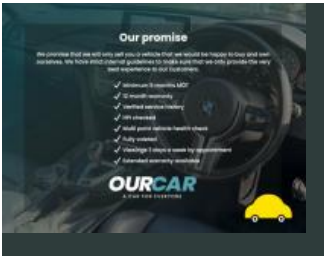 Our promise
We promise that we will only sell you a vehicle that we would be happy to buy and own
ourselves. We have strict internal guidelines to make sure that we only provide the very
best experience to our customers.
✓ Minimum 6 months MOT
✓ 12 month warranty
✓ Verified service history
✓ HPI checked
✓ Multi point vehicle health check
✓ Fully valeted
✓ Viewings 7 days a week by appointment
✓ Extended warranty available
OURCAR
A CAR FOR EVERYONE